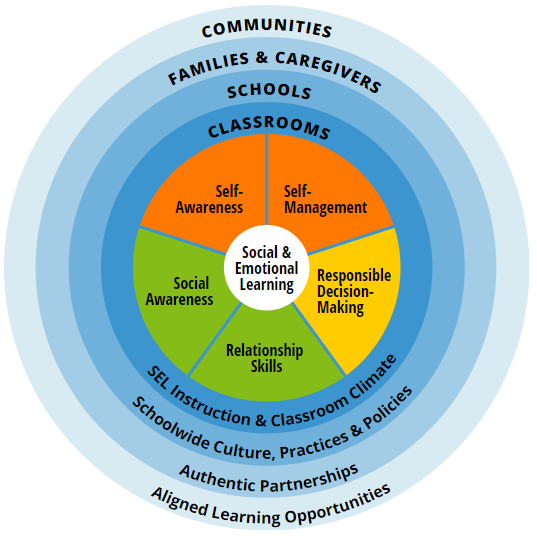 COMMUNITIES
FAMILIES & CAREGIVERS
SCHOOLS
CLASSROOMS
Self-
Awareness
Self-
Management
Social &
Emotional
Learning
Social
Awareness
Responsible
Decision-
Making
Relationship
Skills
SEL Instruction & Classroom Climate
Schoolwide Culture, Practices & Policies
Authentic Partnerships
Aligned Learning Opportunities